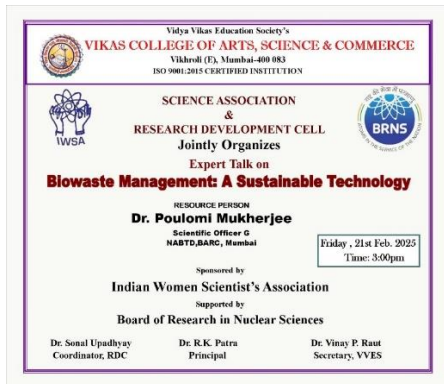 Vidya Vikas Education Society's
VIKAS COLLEGE OF ARTS, SCIENCE & COMMERCE
Vikhroli (E), Mumbai-400 083
ISO 9001:2015 CERTIFIED INSTITUTION
IWSA
SCIENCE ASSOCIATION
&
RESEARCH DEVELOPMENT CELL
Jointly Organizes
BRNS
Expert Talk on
Biowaste Management: A Sustainable Technology
RESOURCE PERSON
Dr. Poulomi Mukherjee
Scientific Officer G
NABTD,BARC, Mumbai
Friday , 21st Feb. 2025
Time: 3:00pm
Sponsored by
Indian Women Scientist's Association
Supported by
Board of Research in Nuclear Sciences
Dr. Sonal Upadhyay
Coordinator, RDC
Dr. R.K. Patra
Principal
Dr. Vinay P. Raut
Secretary, VVES